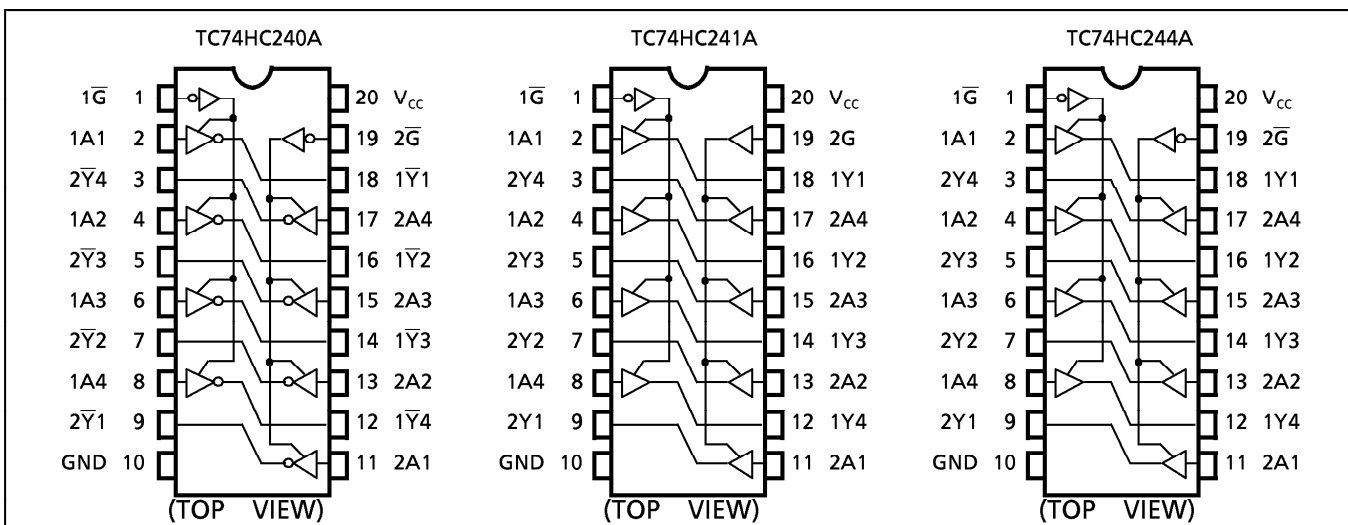 TC74HC240A TC74HC241A TC74HC244A
1G̅ 1 20 VCC 1G̅ 1 20 VCC 1G̅ 1 20 VCC
1A1 2 19 2G̅ 1A1 2 19 2G 1A1 2 19 2G̅
2Y̅4 3 18 1Y̅1 2Y4 3 18 1Y1 2Y4 3 18 1Y1
1A2 4 17 2A4 1A2 4 17 2A4 1A2 4 17 2A4
2Y̅3 5 16 1Y̅2 2Y3 5 16 1Y2 2Y3 5 16 1Y2
1A3 6 15 2A3 1A3 6 15 2A3 1A3 6 15 2A3
2Y̅2 7 14 1Y̅3 2Y2 7 14 1Y3 2Y2 7 14 1Y3
1A4 8 13 2A2 1A4 8 13 2A2 1A4 8 13 2A2
2Y̅1 9 12 1Y̅4 2Y1 9 12 1Y4 2Y1 9 12 1Y4
GND 10 11 2A1 GND 10 11 2A1 GND 10 11 2A1
(TOP VIEW) (TOP VIEW) (TOP VIEW)